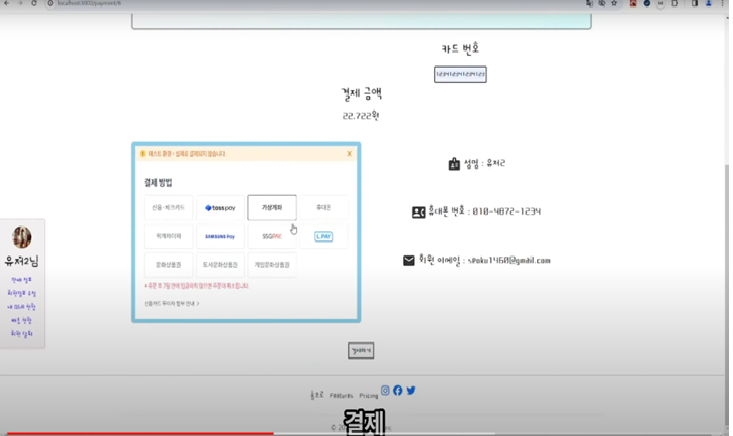 localhost:3002/payment/6
카드 번호
1234123412341231
결제 금액
22.722원
테스트 환경 - 실제로 결제되지 않습니다. X
결제 방법
신용·체크카드 toss pay 가상계좌 휴대폰
퀵계좌이체 SAMSUNG Pay SSGPAY L.PAY
문화상품권 도서문화상품권 게임문화상품권
신용카드 무이자 할부 안내 >
성명 : 유저2
휴대폰 번호 : 010-4872-1234
회원 이메일 :
유저2님
결제하기
홈으로 Features Pricing
결제